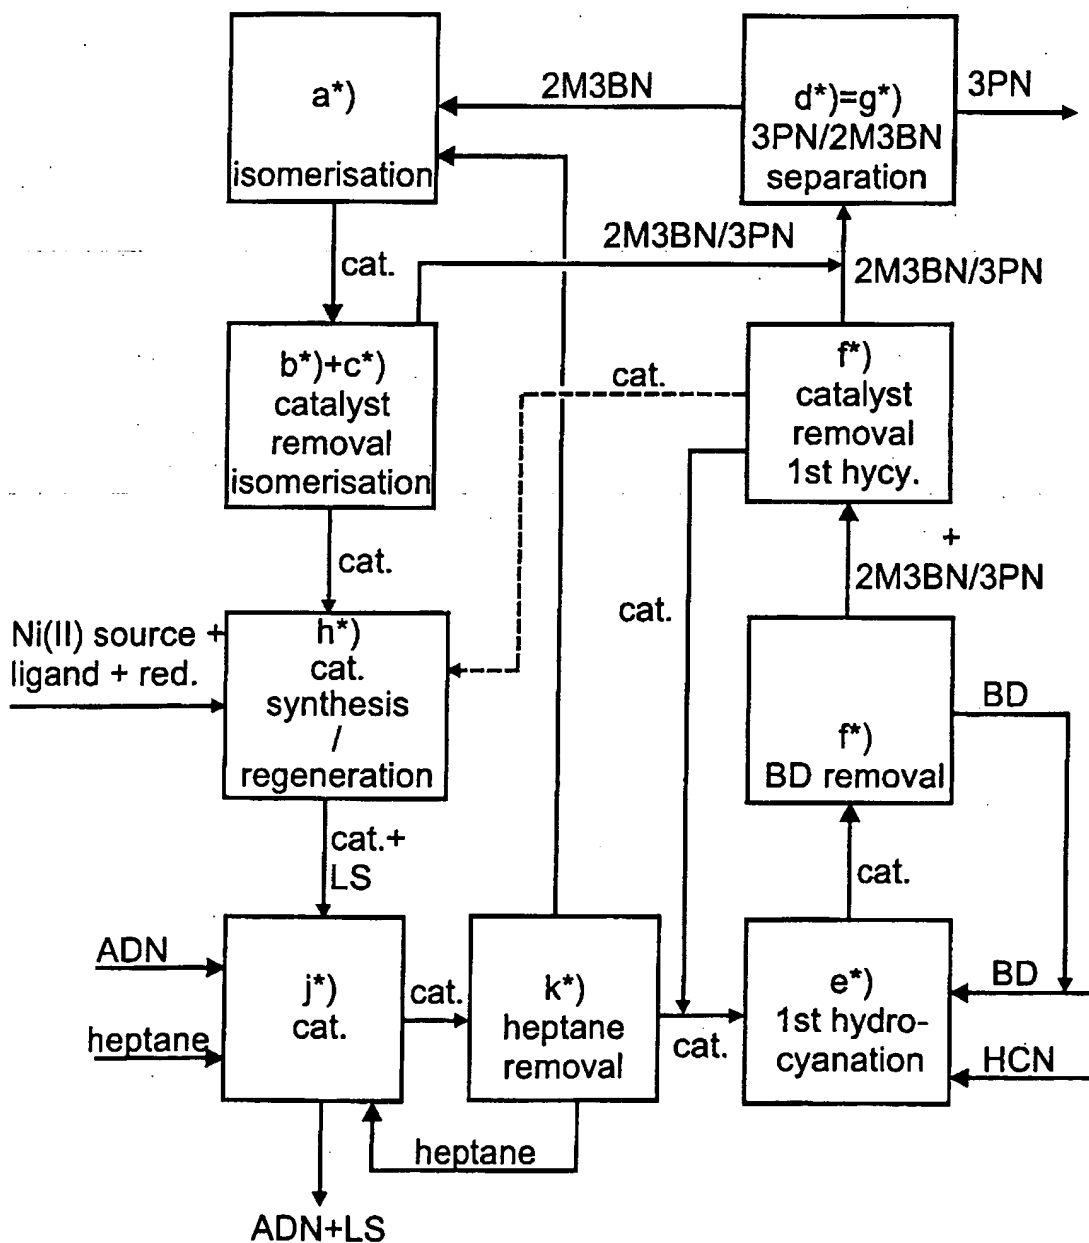 a*)
isomerisation
2M3BN
d*)=g*)
3PN/2M3BN
separation
3PN
cat.
2M3BN/3PN
2M3BN/3PN
b*)+c*)
catalyst
removal
isomerisation
cat.
f*)
catalyst
removal
1st hycy.
cat.
cat.
+
2M3BN/3PN
Ni(II) source +
ligand + red.
h*)
cat.
synthesis
/
regeneration
f*)
BD removal
BD
cat.+
LS
cat.
ADN
heptane
j*)
cat.
cat.
k*)
heptane
removal
cat.
e*)
1st hydro-
cyanation
BD
HCN
heptane
ADN+LS